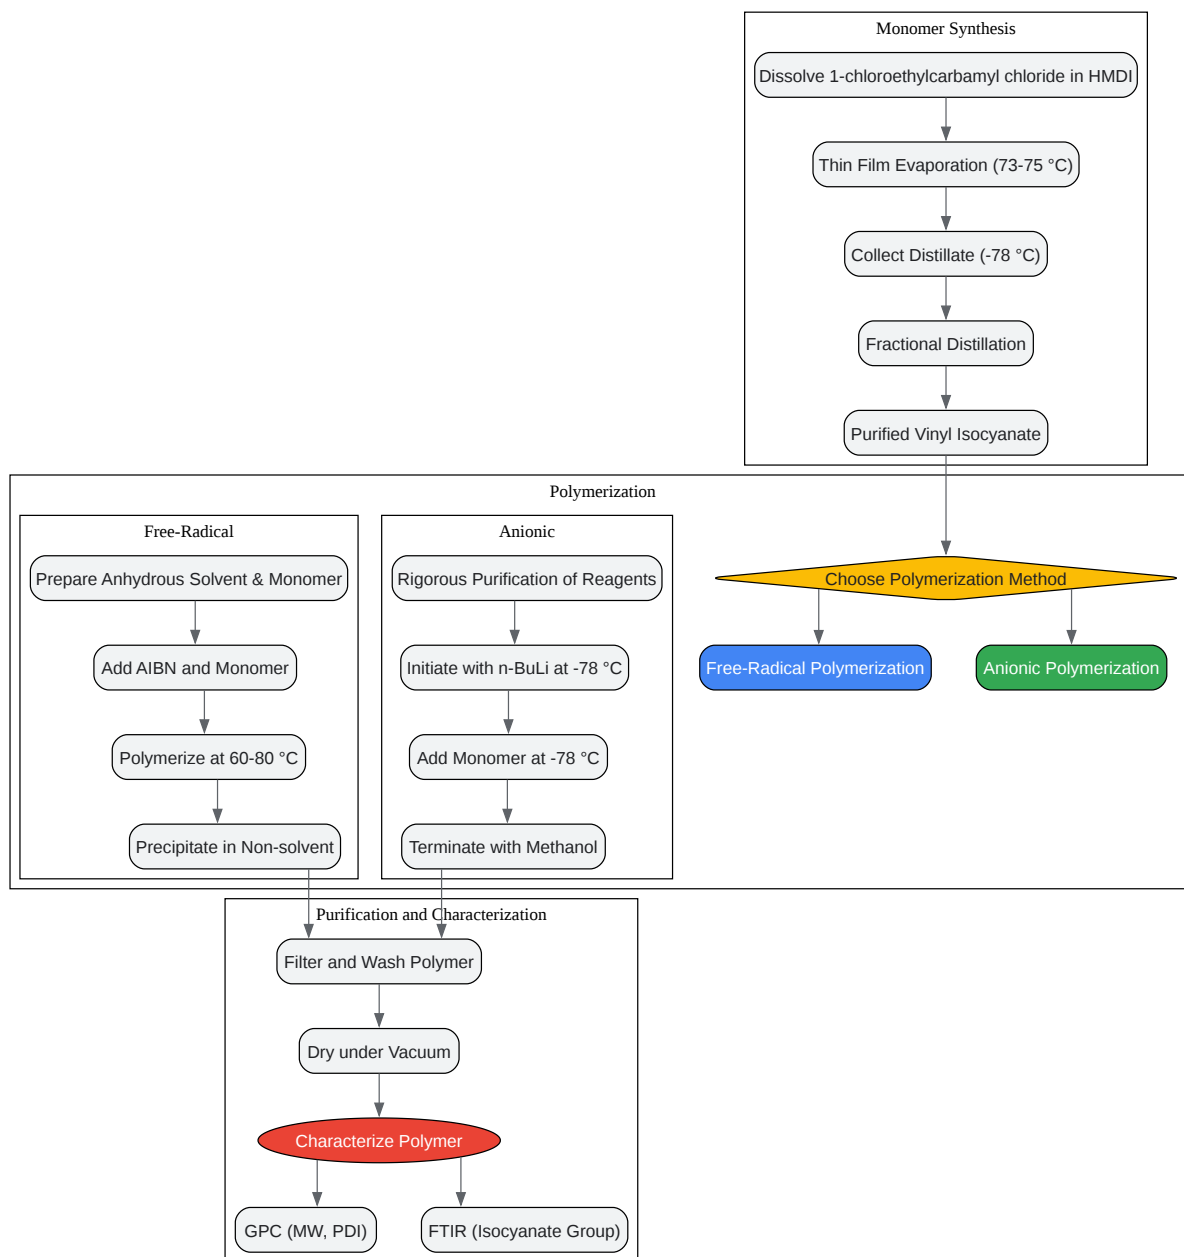 Monomer Synthesis
Dissolve 1-chloroethylcarbamyl chloride in HMDI
Thin Film Evaporation (73-75 °C)
Collect Distillate (-78 °C)
Fractional Distillation
Purified Vinyl Isocyanate
Polymerization
Free-Radical
Prepare Anhydrous Solvent & Monomer
Add AIBN and Monomer
Polymerize at 60-80 °C
Precipitate in Non-solvent
Anionic
Rigorous Purification of Reagents
Initiate with n-BuLi at -78 °C
Add Monomer at -78 °C
Terminate with Methanol
Choose Polymerization Method
Free-Radical Polymerization
Anionic Polymerization
Purification and Characterization
Filter and Wash Polymer
Dry under Vacuum
Characterize Polymer
GPC (MW, PDI)
FTIR (Isocyanate Group)